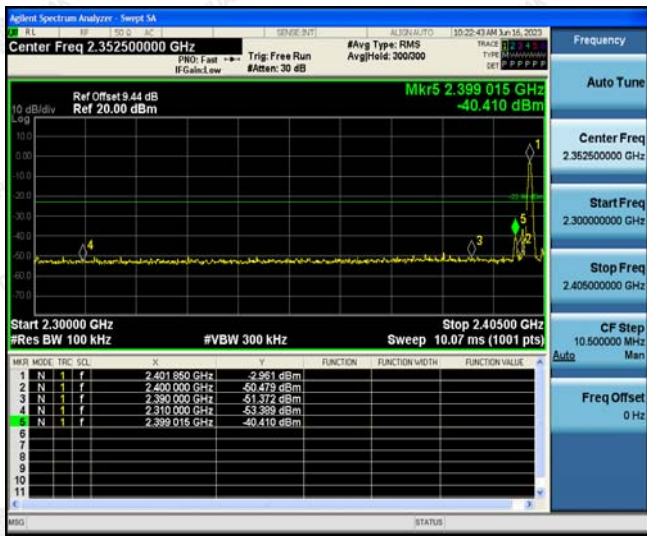 Agilent Spectrum Analyzer - Swept SA
RL RF 50 Ω AC SENSE:INT ALIGN AUTO 10:22:43 AM Jun 16, 2023
Center Freq 2.352500000 GHz
PNO: Fast
IFGain:Low
Trig: Free Run
#Atten: 30 dB
#Avg Type: RMS
Avg|Hold: 300/300
TRACE 1 2 3 4 5 6
TYPE M
DET P P P P P P
Ref Offset 9.44 dB
10 dB/div Ref 20.00 dBm
Log
Mkr5 2.399 015 GHz
-40.410 dBm
10.0
0.00
-10.0
-20.0
-30.0
-40.0
-50.0
-60.0
-70.0
1
5
2
3
4
Start 2.30000 GHz Stop 2.40500 GHz
#Res BW 100 kHz #VBW 300 kHz Sweep 10.07 ms (1001 pts)
MKR MODE TRC SCL X Y FUNCTION FUNCTION WIDTH FUNCTION VALUE
1 N 1 f 2.401 850 GHz -2.961 dBm
2 N 1 f 2.400 000 GHz -50.479 dBm
3 N 1 f 2.390 000 GHz -51.372 dBm
4 N 1 f 2.310 000 GHz -53.399 dBm
5 N 1 f 2.399 015 GHz -40.410 dBm
6
7
8
9
10
11
MSG STATUS
Frequency
Auto Tune
Center Freq
2.352500000 GHz
Start Freq
2.300000000 GHz
Stop Freq
2.405000000 GHz
CF Step
10.500000 MHz
Auto Man
Freq Offset
0 Hz